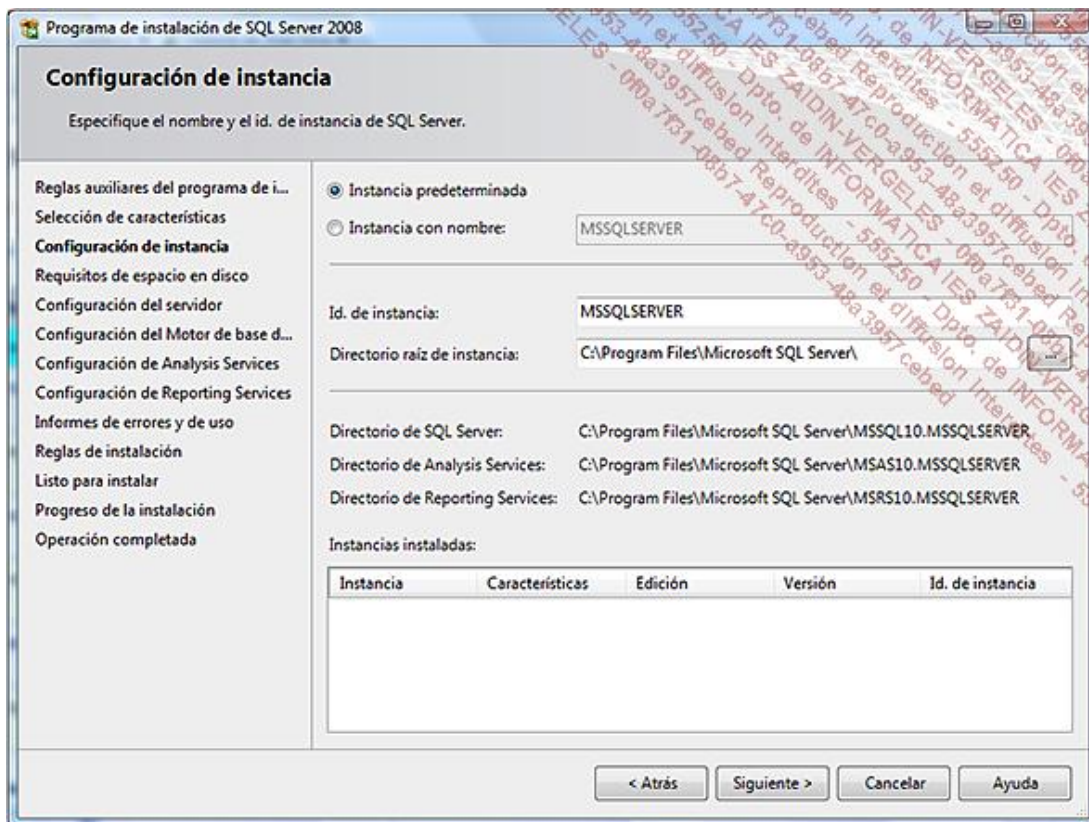 Programa de instalación de SQL Server 2008
Configuración de instancia
Especifique el nombre y el id. de instancia de SQL Server.
Reglas auxiliares del programa de i...
Selección de características
Configuración de instancia
Requisitos de espacio en disco
Configuración del servidor
Configuración del Motor de base d...
Configuración de Analysis Services
Configuración de Reporting Services
Informes de errores y de uso
Reglas de instalación
Listo para instalar
Progreso de la instalación
Operación completada
Instancia predeterminada
Instancia con nombre: MSSQLSERVER
Id. de instancia: MSSQLSERVER
Directorio raíz de instancia: C:\Program Files\Microsoft SQL Server\ ...
Directorio de SQL Server: C:\Program Files\Microsoft SQL Server\MSSQL10.MSSQLSERVER
Directorio de Analysis Services: C:\Program Files\Microsoft SQL Server\MSAS10.MSSQLSERVER
Directorio de Reporting Services: C:\Program Files\Microsoft SQL Server\MSRS10.MSSQLSERVER
Instancias instaladas:
Instancia Características Edición Versión Id. de instancia
< Atrás Siguiente > Cancelar Ayuda